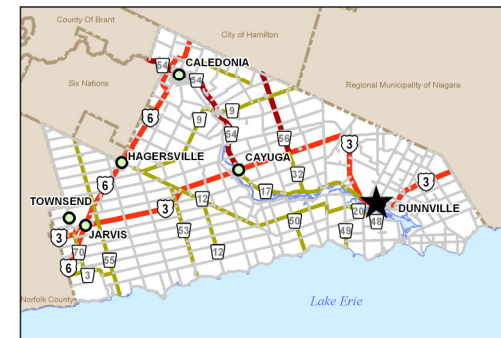 County Of Brant
City of Hamilton
54
CALEDONIA
54
Six Nations
Regional Municipality of Niagara
6
9
9
54
56
3
HAGERSVILLE
CAYUGA
32
6
17
3
TOWNSEND
12
3
20
DUNNVILLE
3
JARVIS
50
48
53
49
70
12
6
3
55
Norfolk County
Lake Erie